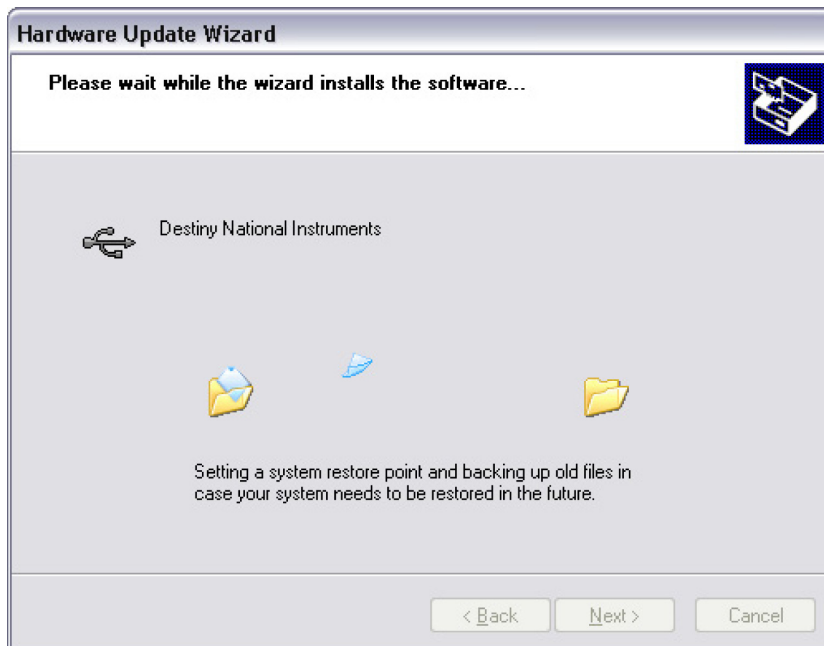 Hardware Update Wizard
Please wait while the wizard installs the software...
Destiny National Instruments
Setting a system restore point and backing up old files in
case your system needs to be restored in the future.
< Back
Next >
Cancel